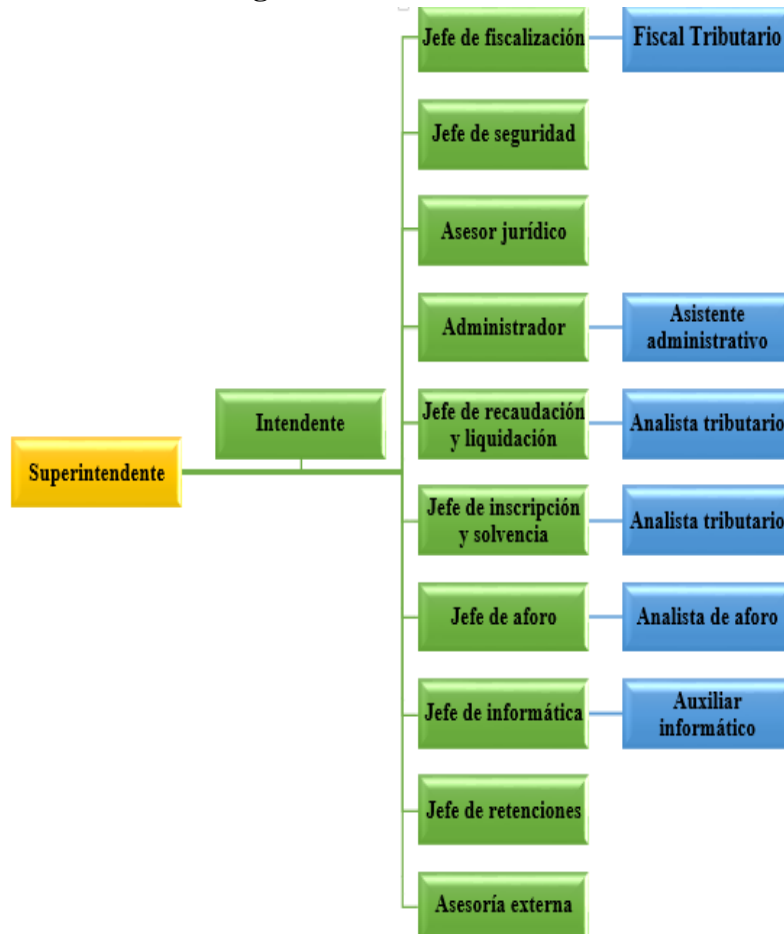 Jefe de fiscalización
Fiscal Tributario
Jefe de seguridad
Asesor jurídico
Administrador
Asistente
administrativo
Intendente
Jefe de recaudación
y liquidación
Analista tributario
Superintendente
Jefe de inscripción
y solvencia
Analista tributario
Jefe de aforo
Analista de aforo
Jefe de informática
Auxiliar
informático
Jefe de retenciones
Asesoría externa